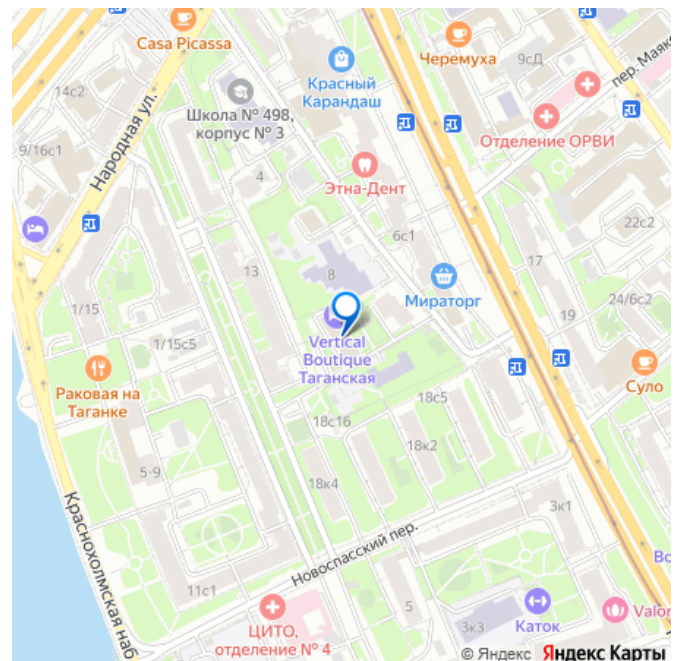 Casa Picassa
Черемуха
9сД
пер. Маяк
14с2
Красный
Карандаш
Школа № 498,
корпус № 3
Отделение ОРВИ
Народная ул.
9/16с1
Этна-Дент
4
6с1
22с2
13
8
17
Мираторг
24/6с2
1/15
19
1/15с5
Vertical
Boutique
Таганская
Раковая на
Таганке
Суло
18с5
18с16
18к2
5-9
18к4
3к1
Краснохолмская наб
Новоспасский пер.
Во
11с1
5
ЦИТО,
отделение № 4
3к3
Каток
Valor
© Яндекс Яндекс Карты